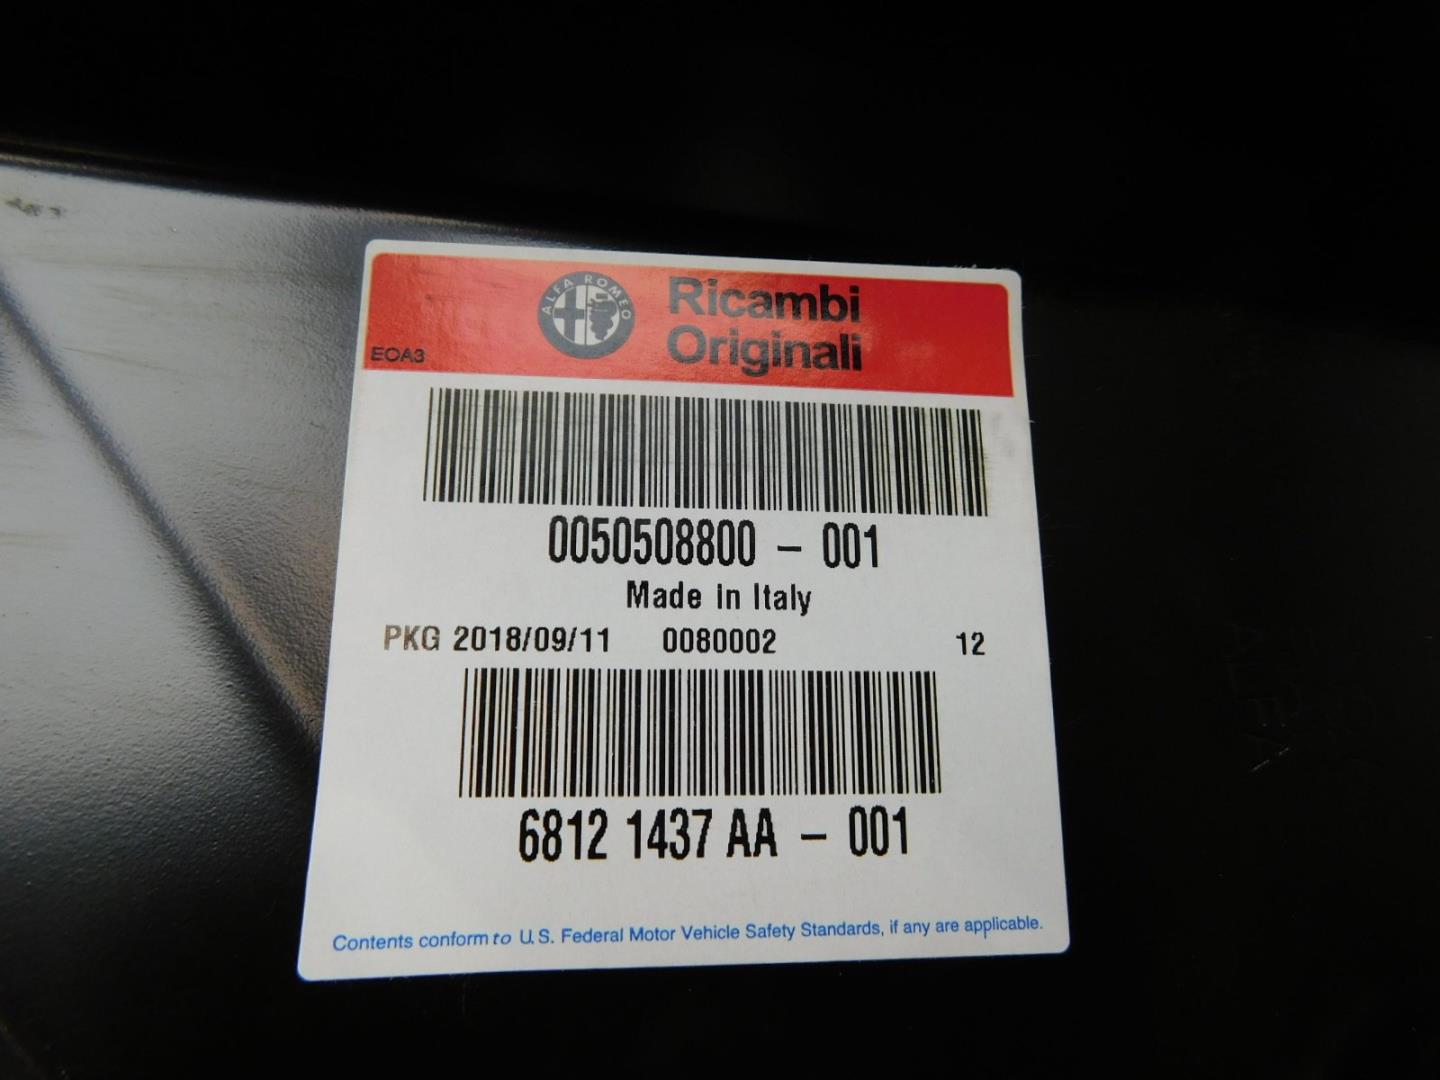 ALFA ROMEO
Ricambi
Originali
EOA3
0050508800 - 001
Made in Italy
PKG 2018/09/11 0080002 12
6812 1437 AA - 001
Contents conform to U.S. Federal Motor Vehicle Safety Standards, if any are applicable.